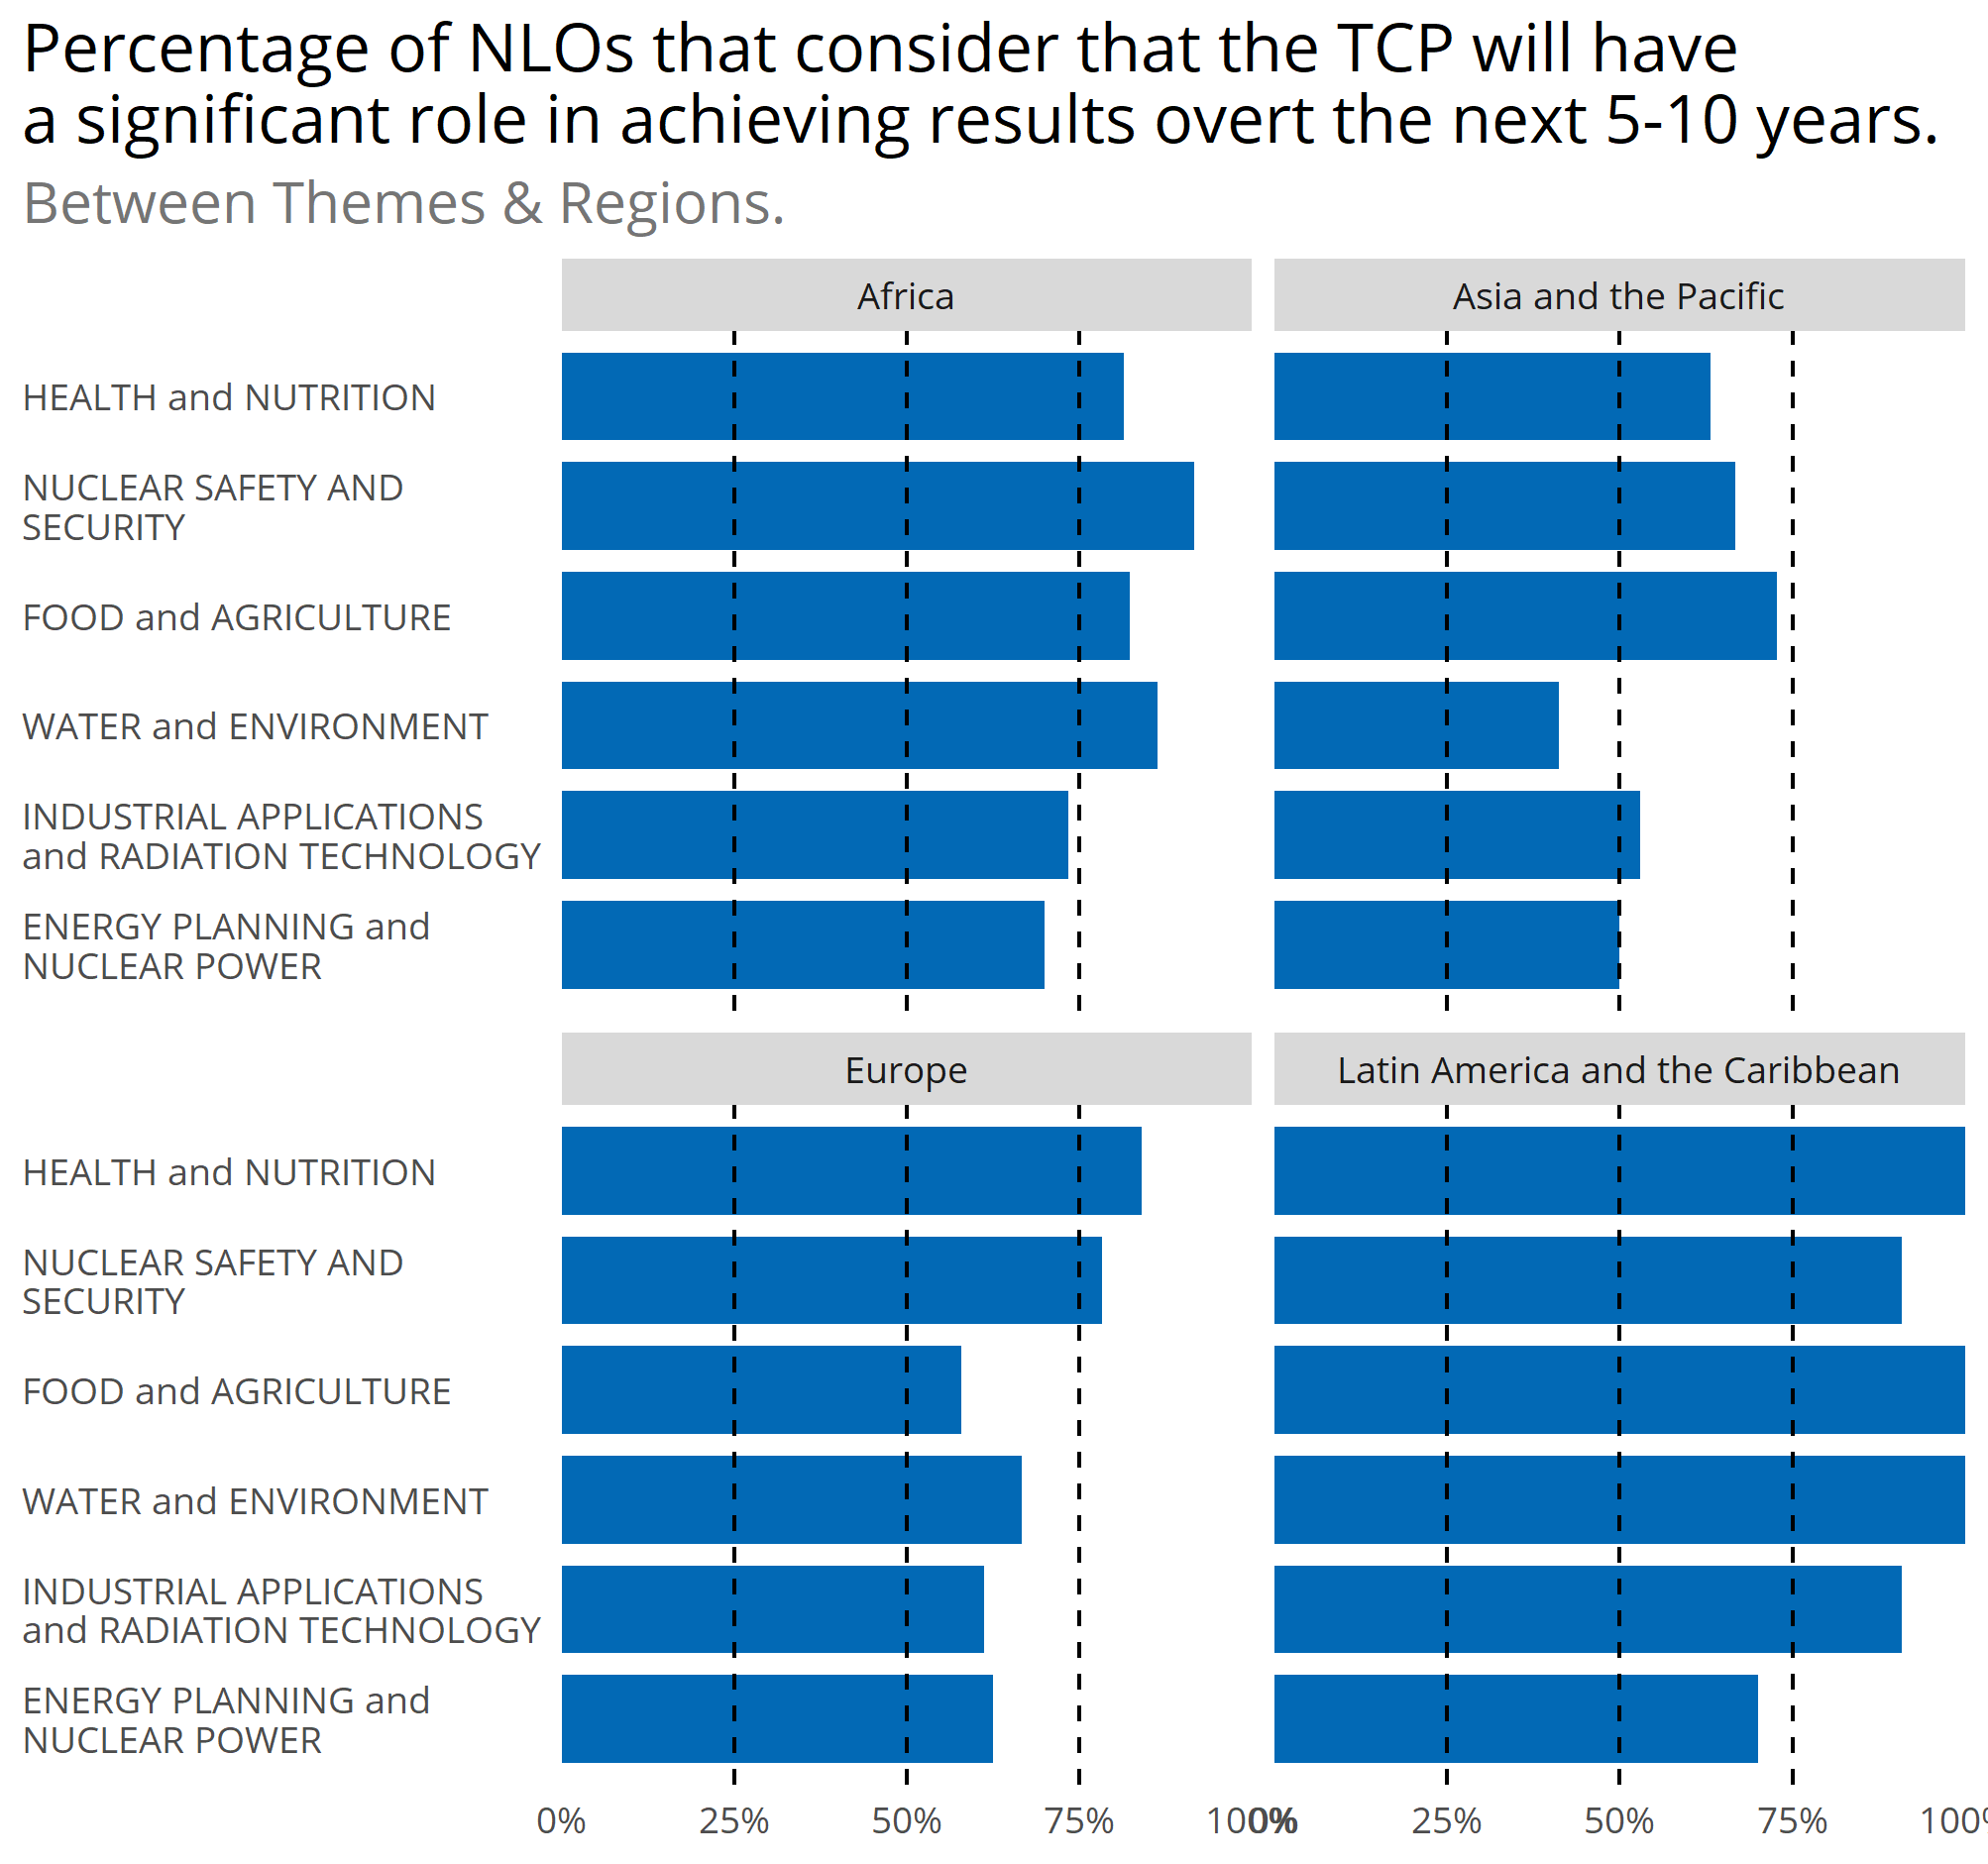 Percentage of NLOs that consider that the TCP will have
a significant role in achieving results overt the next 5-10 years.
Between Themes & Regions.
Africa
Asia and the Pacific
HEALTH and NUTRITION
NUCLEAR SAFETY AND
SECURITY
FOOD and AGRICULTURE
WATER and ENVIRONMENT
INDUSTRIAL APPLICATIONS
and RADIATION TECHNOLOGY
ENERGY PLANNING and
NUCLEAR POWER
Europe
Latin America and the Caribbean
HEALTH and NUTRITION
NUCLEAR SAFETY AND
SECURITY
FOOD and AGRICULTURE
WATER and ENVIRONMENT
INDUSTRIAL APPLICATIONS
and RADIATION TECHNOLOGY
ENERGY PLANNING and
NUCLEAR POWER
0% 25% 50% 75% 100% 0% 25% 50% 75% 100%